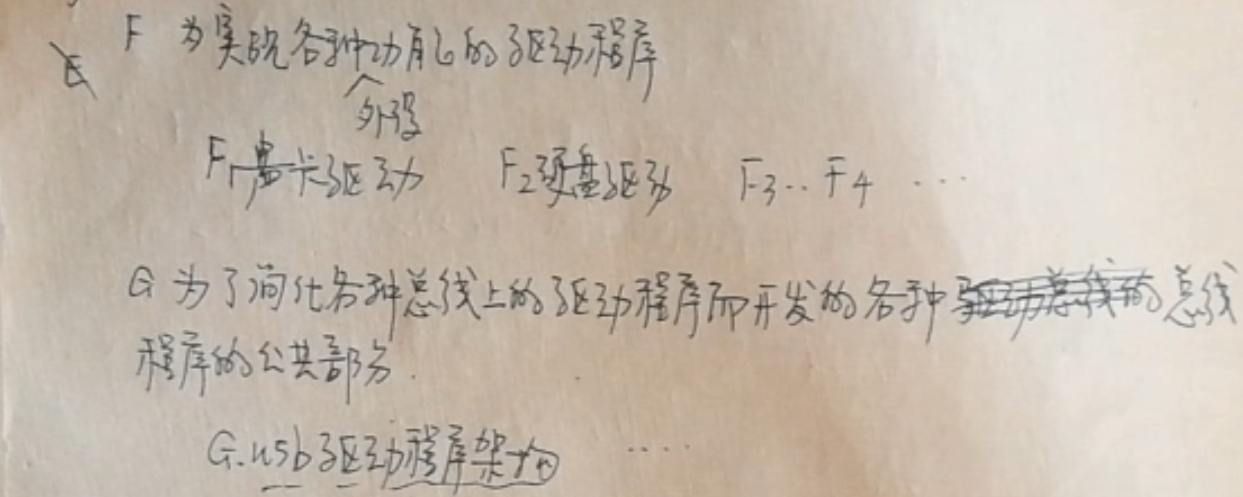 F 为实现各种外设功能的驱动程序
E
F1 声卡驱动 F2 硬盘驱动 F3.. F4 ...
G 为了简化各种总线上的驱动程序而开发的各种总线
程序的公共部分.
G.usb驱动程序架构 ....